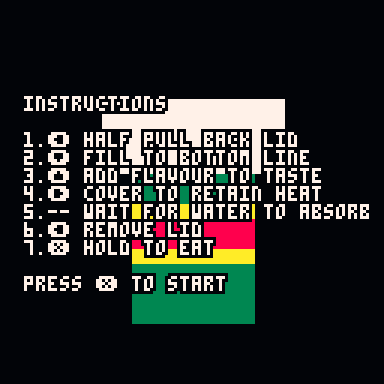 INSTRUCTIONS
1.⬅️ HALF PULL BACK LID
2.⬇️ FILL TO BOTTOM LINE
3.⬆️ ADD FLAVOUR TO TASTE
4.⬇️ COVER TO RETAIN HEAT
5.-- WAIT FOR WATER TO ABSORB
6.⬅️ REMOVE LID
7.❎ HOLD TO EAT
PRESS ❎ TO START